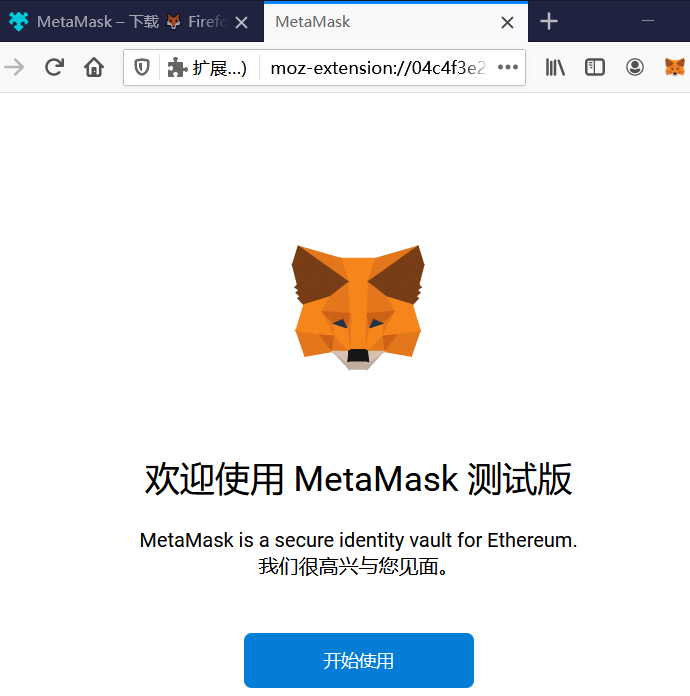 MetaMask – 下载 🦊 Firefo
MetaMask
扩展...)
moz-extension://04c4f3e2
欢迎使用 MetaMask 测试版
MetaMask is a secure identity vault for Ethereum.
我们很高兴与您见面。
开始使用